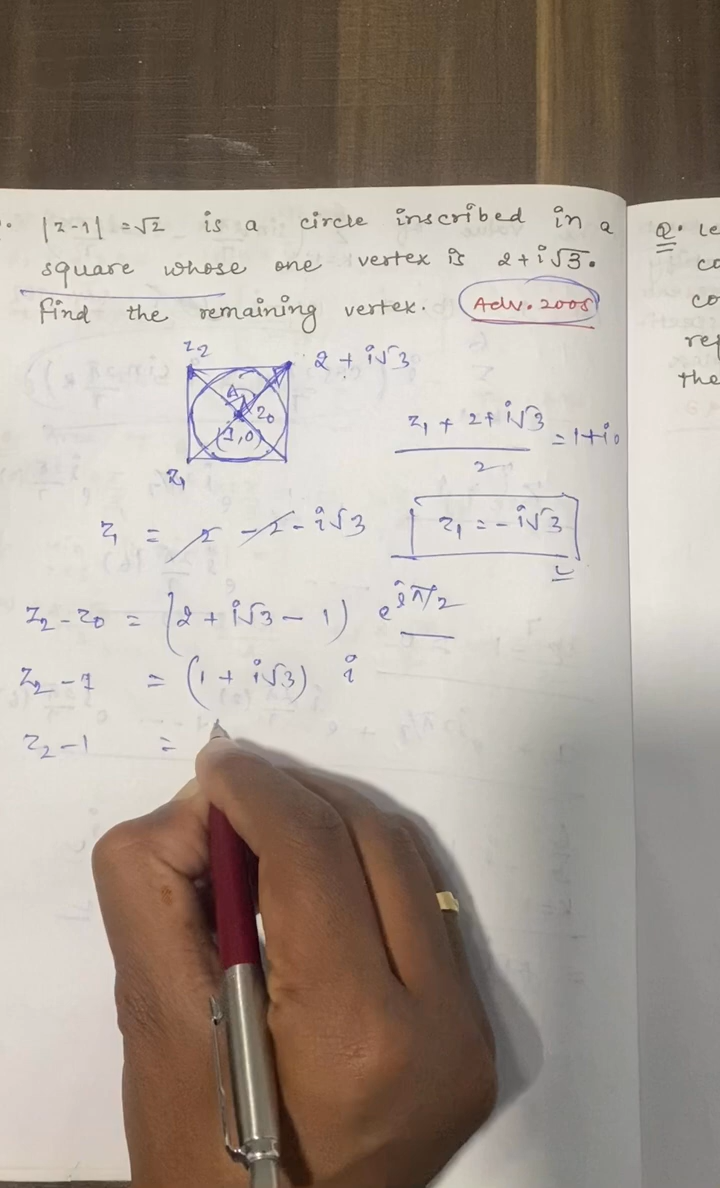 |z-1| = √2 is a circle inscribed in a
square whose one vertex is 2+i√3.
Find the remaining vertex. Adv. 2005
z2
2 + i√3
z0
(1,0)
z1
z1 + 2 + i√3 / 2 = 1+i0
z1 = 2 - 2 - i√3
z1 = -i√3
z2 - z0 = (2 + i√3 - 1) e^iπ/2
z2 - 1 = (1 + i√3) i
z2 - 1 =
Q. Le
co
co
rep
the